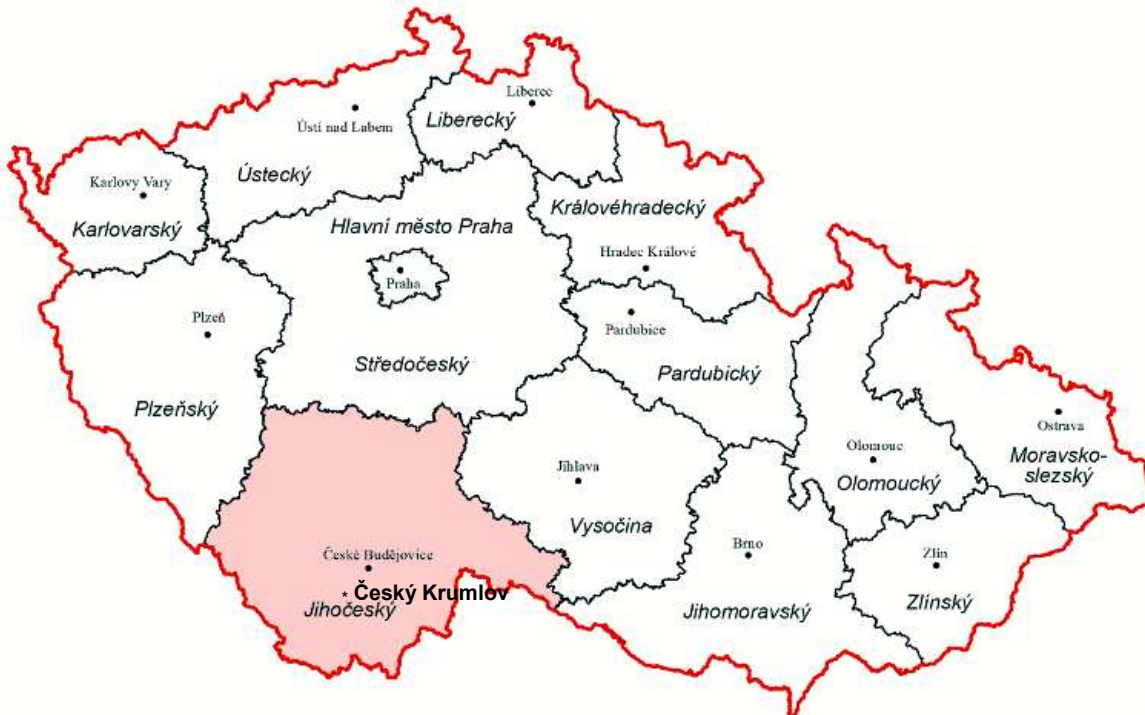 Liberec
Ústí nad Labem
Liberecký
Ústecký
Karlovy Vary
Karlovarský
Královéhradecký
Hlavní město Praha
Hradec Králové
Praha
Plzeň
Pardubice
Středočeský
Pardubický
Plzeňský
Ostrava
Olomouc
Moravsko-
slezský
Jihlava
Olomoucký
Vysočina
České Budějovice
Brno
Zlín
* Český Krumlov
Jihočeský
Jihomoravský
Zlínský